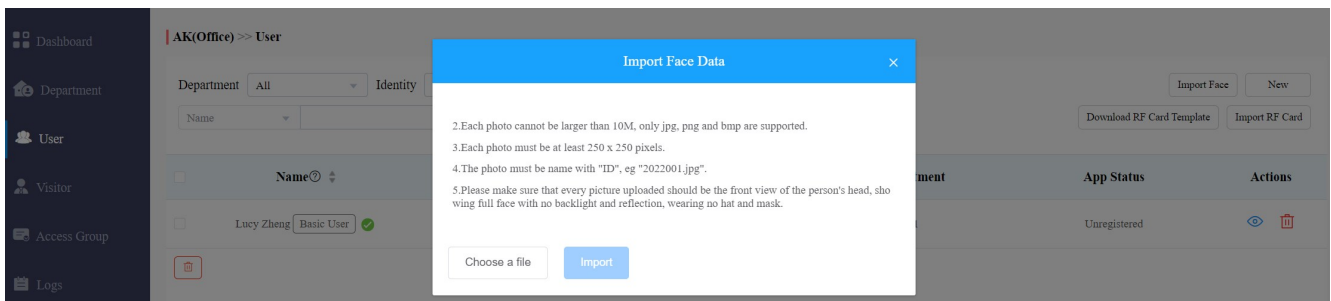 Dashboard
AK(Office) >> User
Import Face Data
Department
Department All Identity
Import Face New
Name
Download RF Card Template Import RF Card
2.Each photo cannot be larger than 10M, only jpg, png and bmp are supported.
User
3.Each photo must be at least 250 x 250 pixels.
4.The photo must be name with "ID", eg "2022001.jpg".
Visitor
Name
ment App Status Actions
5.Please make sure that every picture uploaded should be the front view of the person's head, sho
wing full face with no backlight and reflection, wearing no hat and mask.
Lucy Zheng Basic User
Unregistered
Access Group
Choose a file Import
Logs